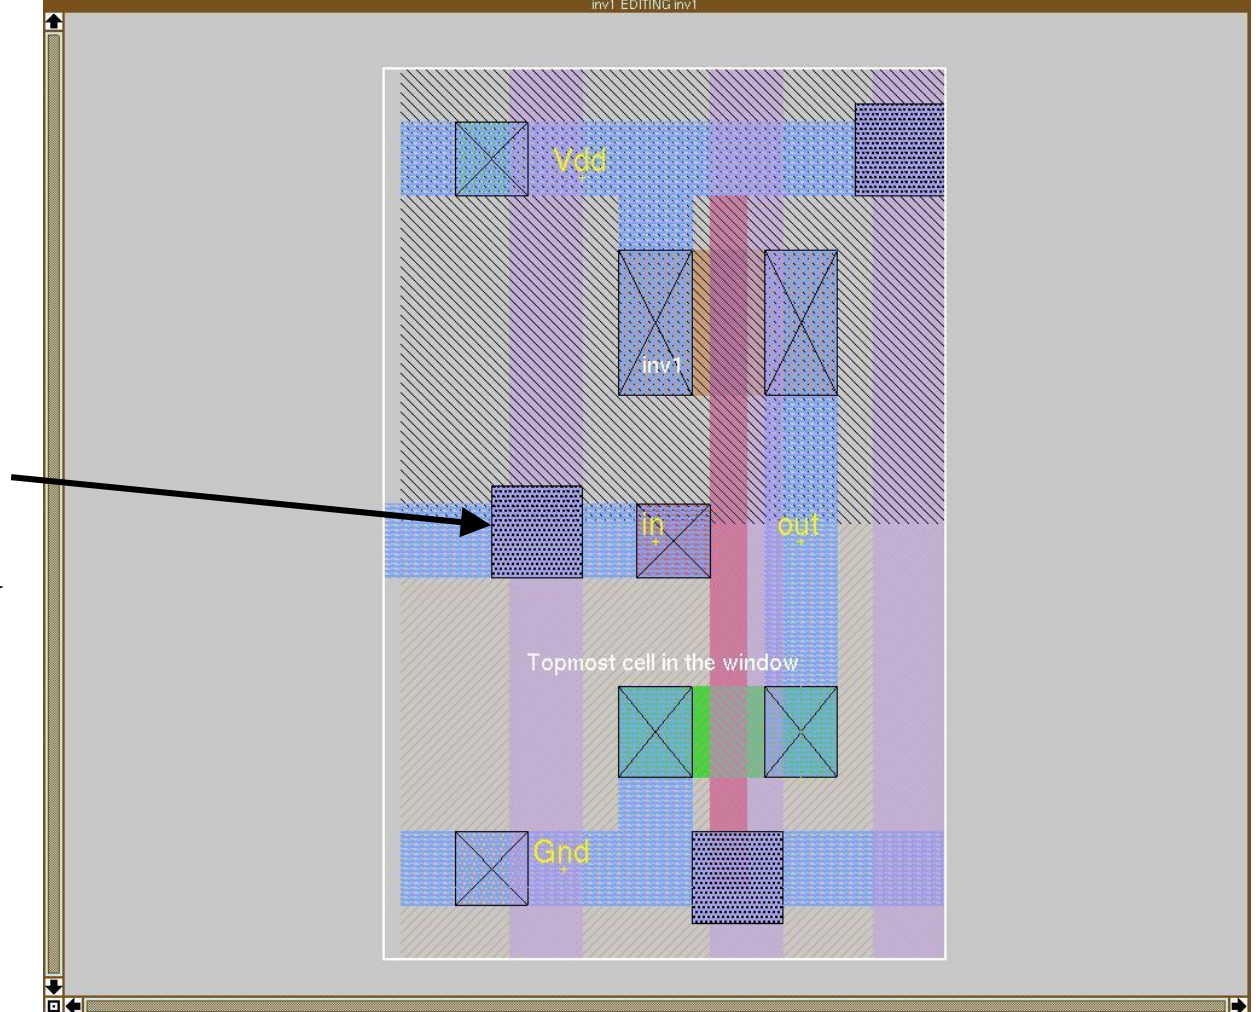 inv1 EDITING inv1
Vdd
inv1
in
out
Topmost cell in the window
Gnd